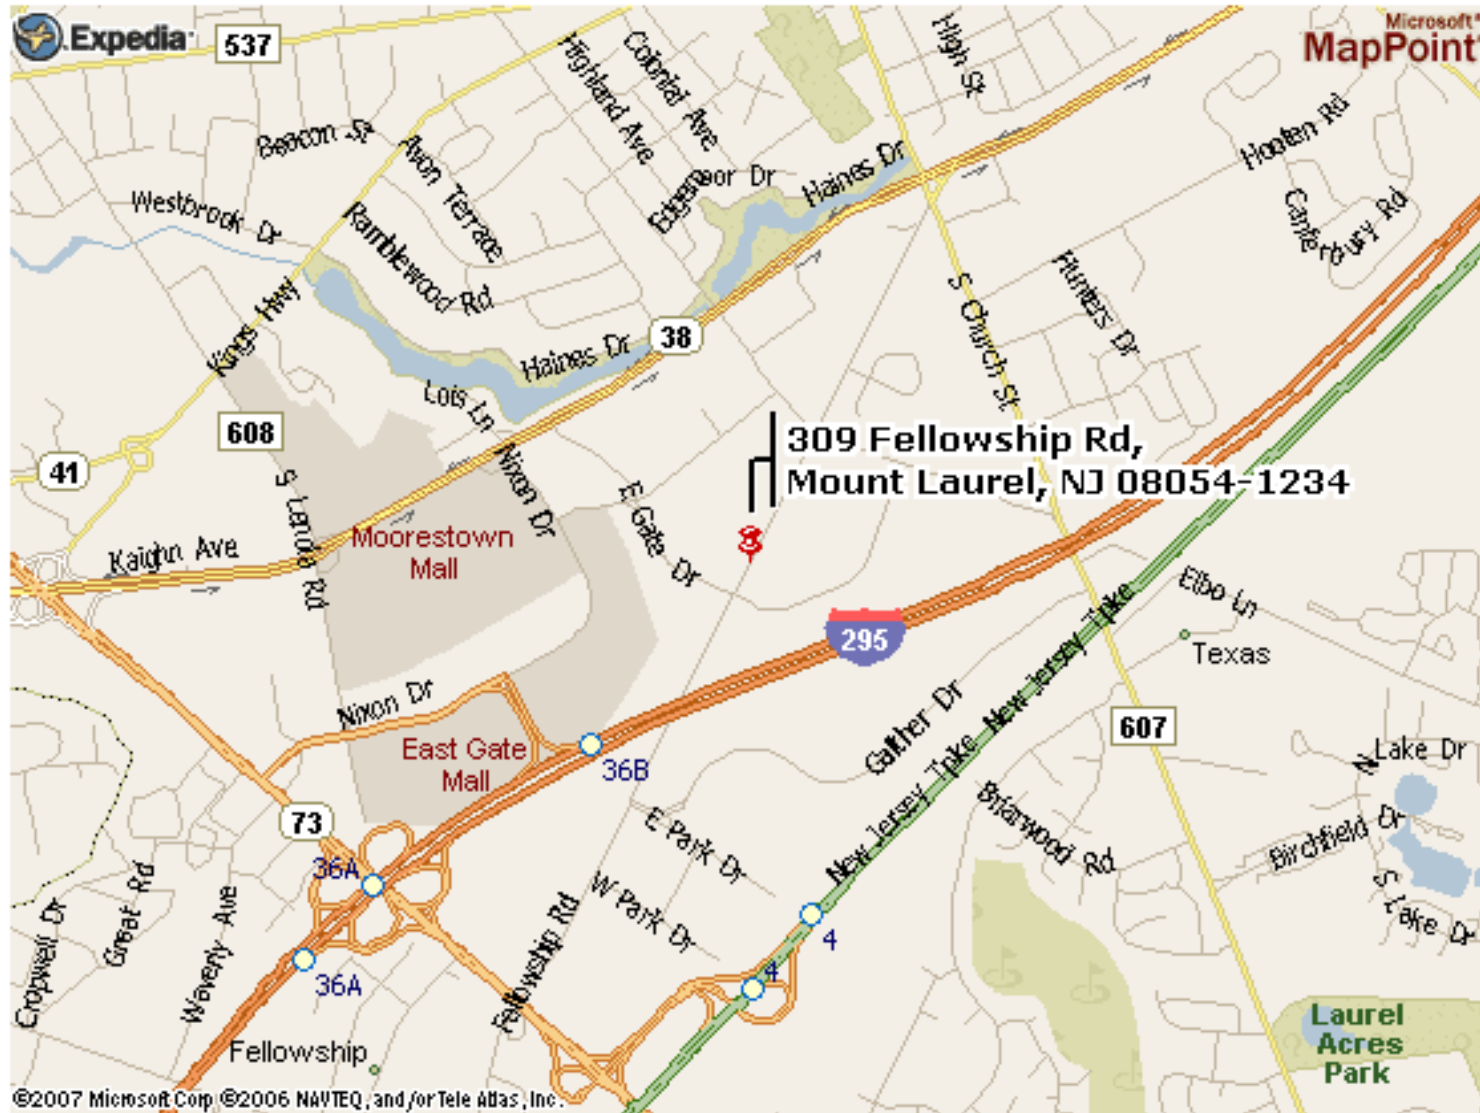 Expedia
537
Microsoft
MapPoint
High St
Colonial Ave
Highland Ave
Beacon St
Avon Terrace
Hooten Rd
Haines Dr
Westbrook Dr
Ramblewood Rd
Canterbury Rd
Kings Hwy
38
Haines Dr
S Church St
Hunters Dr
Lois Ln
608
309 Fellowship Rd,
Mount Laurel, NJ 08054-1234
41
S Lenola Rd
Nixon Dr
E Gate Dr
Kaighn Ave
Moorestown
Mall
Elbo Ln
295
Texas
Nixon Dr
New Jersey Tpke
New Jersey Tpke
Gaither Dr
607
East Gate
Mall
36B
N Lake Dr
73
E Park Dr
Briarwood Rd
Birchfield Dr
36A
Great Rd
Waverly Ave
Cropwell Dr
W Park Dr
Fellowship Rd
S Lake Dr
4
4
36A
Fellowship
Laurel
Acres
Park
©2007 Microsoft Corp ©2006 NAVTEQ, and/or Tele Atlas, Inc.